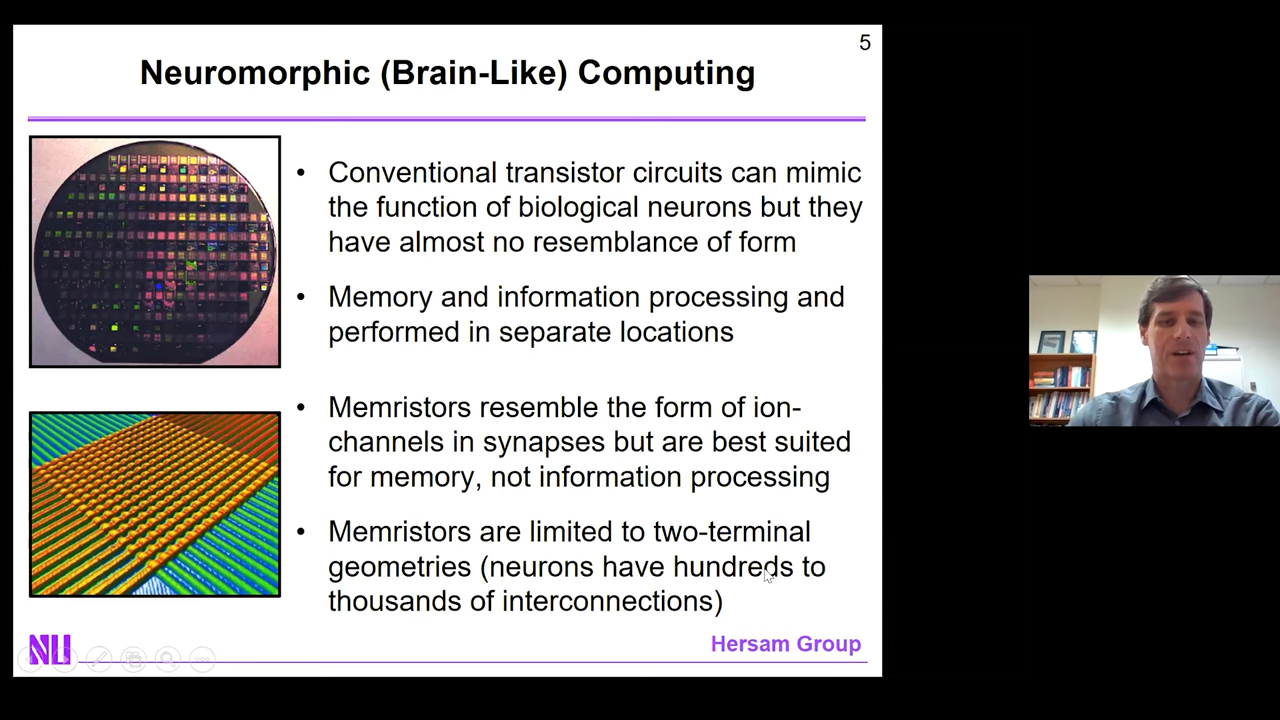 5
Neuromorphic (Brain-Like) Computing
• Conventional transistor circuits can mimic
the function of biological neurons but they
have almost no resemblance of form
• Memory and information processing and
performed in separate locations
• Memristors resemble the form of ion-
channels in synapses but are best suited
for memory, not information processing
• Memristors are limited to two-terminal
geometries (neurons have hundreds to
thousands of interconnections)
NU
Hersam Group